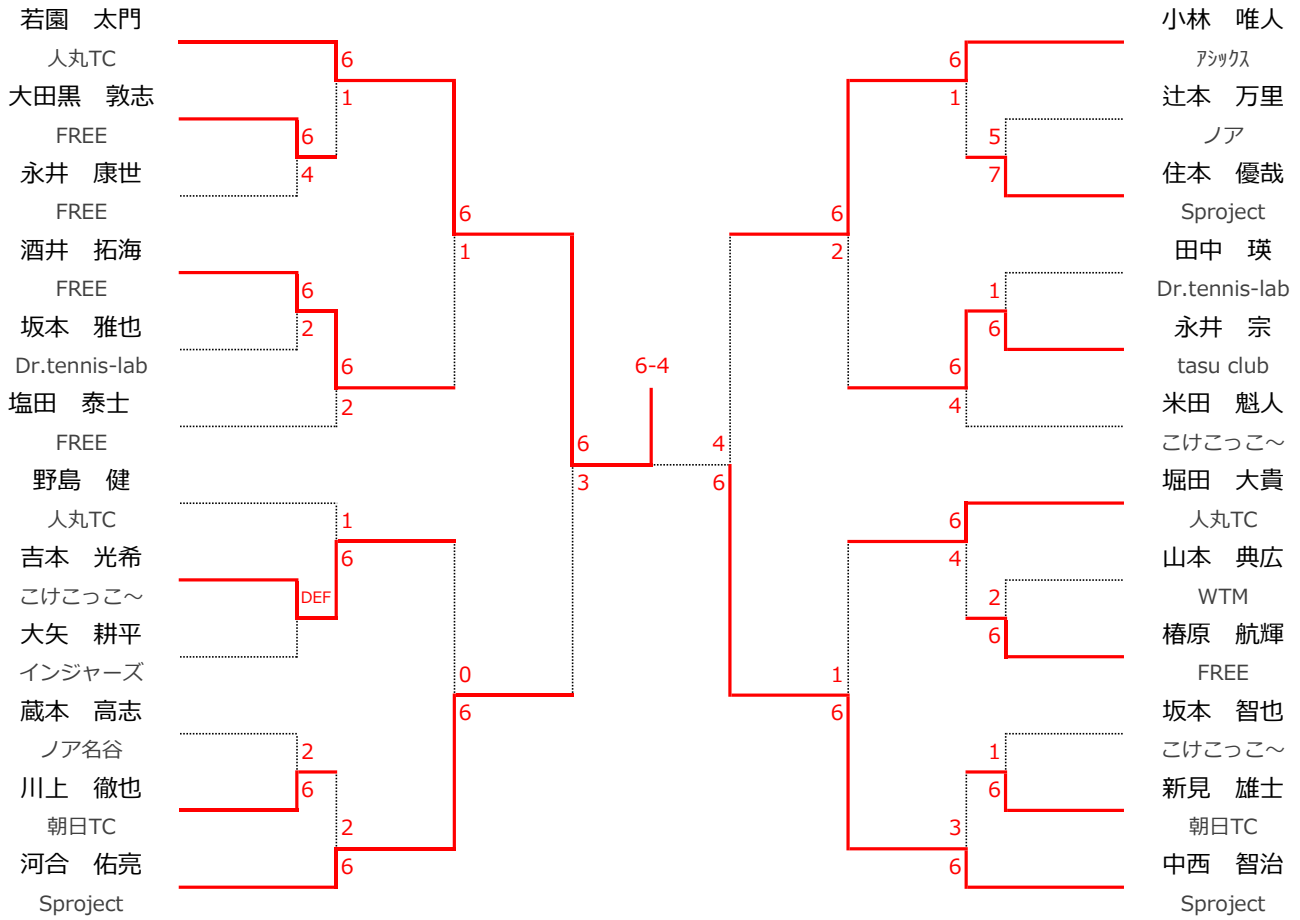 若園　太門
人丸TC
大田黒　敦志
FREE
永井　康世
FREE
酒井　拓海
FREE
坂本　雅也
Dr.tennis-lab
塩田　泰士
FREE
野島　健
人丸TC
吉本　光希
こけこっこ～
大矢　耕平
インジャーズ
蔵本　高志
ノア名谷
川上　徹也
朝日TC
河合　佑亮
Sproject
6
1
6
4
6
2
6
2
1
6
DEF
2
6
2
6
6
1
0
6
6
3
6-4
4
6
6
2
1
6
6
1
5
7
1
6
6
4
6
4
2
6
1
6
3
6
小林　唯人
アシックス
辻本　万里
ノア
住本　優哉
Sproject
田中　瑛
Dr.tennis-lab
永井　宗
tasu club
米田　魁人
こけこっこ～
堀田　大貴
人丸TC
山本　典広
WTM
椿原　航輝
FREE
坂本　智也
こけこっこ～
新見　雄士
朝日TC
中西　智治
Sproject